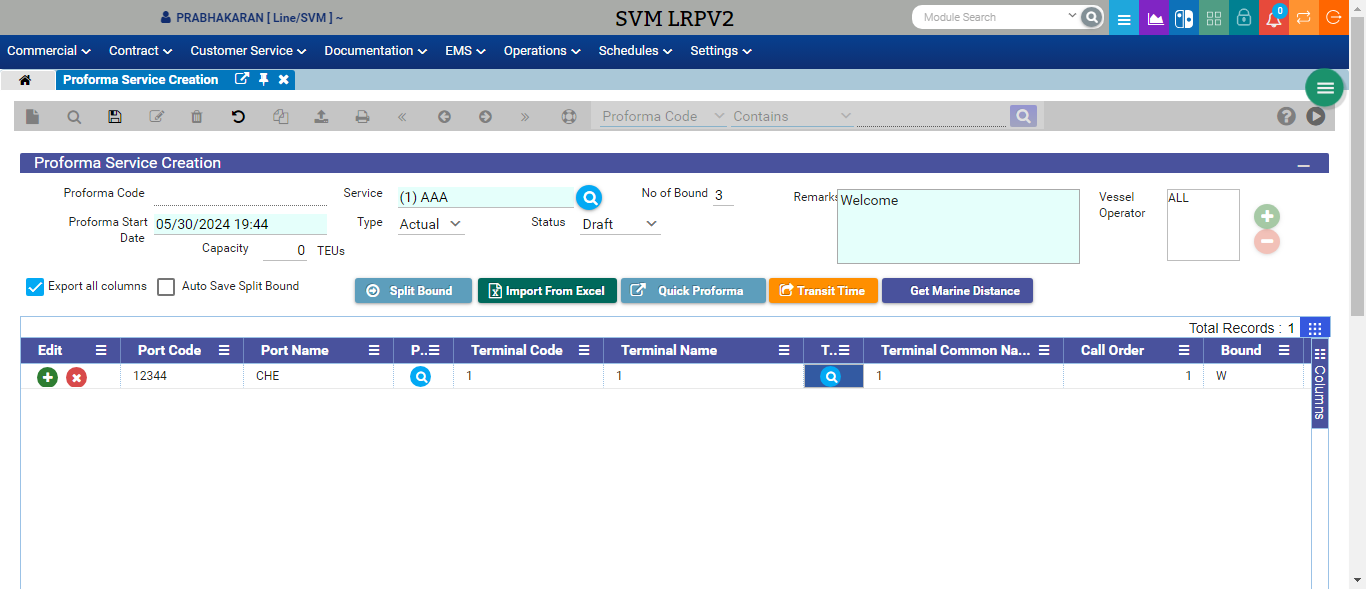 PRABHAKARAN [ Line/SVM ] ~
SVM LRPV2
Module Search
0
Commercial
Contract
Customer Service
Documentation
EMS
Operations
Schedules
Settings
Proforma Service Creation
Proforma Code
Contains
Proforma Service Creation
Proforma Code
Service
(1) AAA
No of Bound
3
Remarks
Welcome
Vessel
Operator
ALL
Proforma Start
Date
05/30/2024 19:44
Type
Actual
Status
Draft
Capacity
0
TEUs
Export all columns
Auto Save Split Bound
Split Bound
Import From Excel
Quick Proforma
Transit Time
Get Marine Distance
Total Records : 1
Edit
Port Code
Port Name
P..
Terminal Code
Terminal Name
T..
Terminal Common Na...
Call Order
Bound
12344
CHE
1
1
1
1
W
Columns